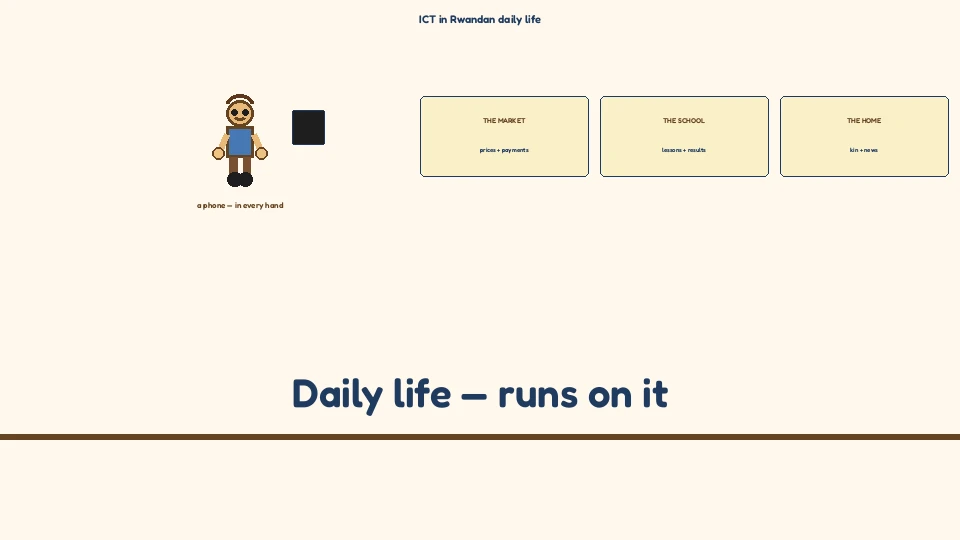 ICT in Rwandan daily life
THE MARKET
prices + payments
THE SCHOOL
lessons + results
THE HOME
kin + news
a phone — in every hand
Daily life — runs on it